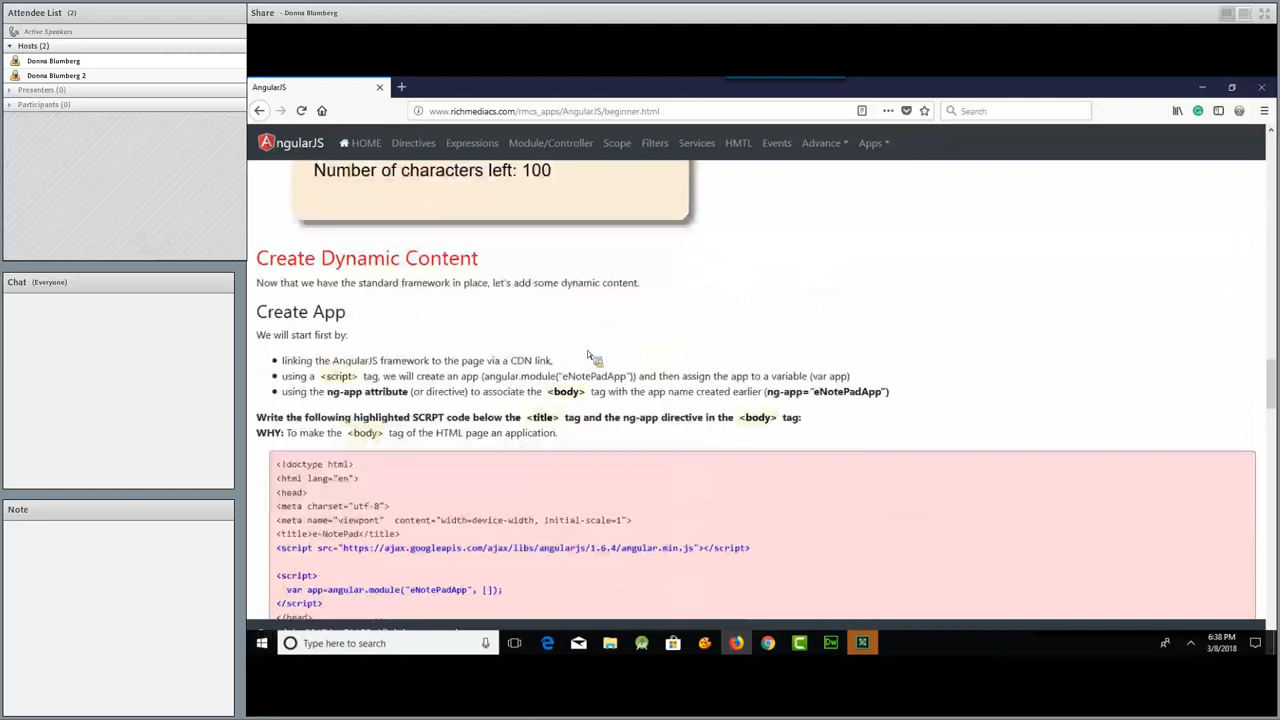 Attendee List (2)
Active Speakers
Hosts (2)
Donna Blumberg
Donna Blumberg 2
Presenters (0)
Participants (0)
Chat (Everyone)
Note
Share - Donna Blumberg
AngularJS
www.richmediacs.com/rmcs_apps/AngularJS/beginner.html
Search
AngularJS HOME Directives Expressions Module/Controller Scope Filters Services HMTL Events Advance Apps
Number of characters left: 100
Create Dynamic Content
Now that we have the standard framework in place, let's add some dynamic content.
Create App
We will start first by:
• linking the AngularJS framework to the page via a CDN link,
• using a <script> tag, we will create an app (angular.module("eNotePadApp")) and then assign the app to a variable (var app)
• using the ng-app attribute (or directive) to associate the <body> tag with the app name created earlier (ng-app="eNotePadApp")
Write the following highlighted SCRPT code below the <title> tag and the ng-app directive in the <body> tag:
WHY: To make the <body> tag of the HTML page an application.
<!doctype html>
<html lang="en">
<head>
<meta charset="utf-8">
<meta name="viewport" content="width=device-width, initial-scale=1">
<title>e-NotePad</title>
<script src="https://ajax.googleapis.com/ajax/libs/angularjs/1.6.4/angular.min.js"></script>
<script>
var app=angular.module("eNotePadApp", []);
</script>
</head>
Type here to search
Dw
6:38 PM
3/8/2018